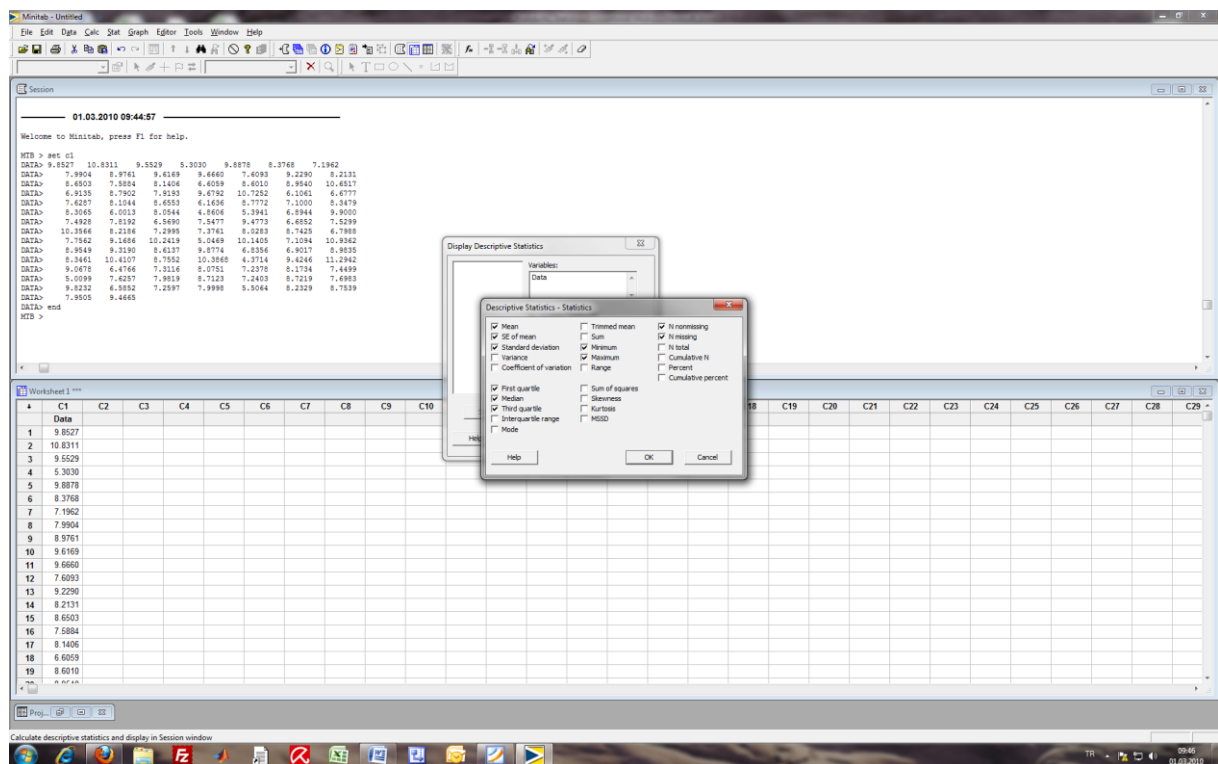 Minitab - Untitled
File Edit Data Calc Stat Graph Editor Tools Window Help
Session
01.03.2010 09:44:57
Welcome to Minitab, press F1 for help.
MTB > set c1
DATA> 9.8527 10.8311 9.5529 5.3030 9.8878 8.3768 7.1962
DATA> 7.9904 8.9761 9.6169 9.6660 7.6093 9.2290 8.2131
DATA> 8.6503 7.5884 8.1406 6.6059 8.6010 8.9540 10.6517
DATA> 6.9135 8.7902 7.9193 9.6792 10.7252 6.1061 6.6777
DATA> 7.6287 8.1044 8.6553 6.1636 8.7772 7.1000 8.3479
DATA> 8.3065 6.0013 8.0544 4.8606 5.3941 6.8944 9.9000
DATA> 7.4928 7.8192 6.5690 7.5477 9.4773 6.6852 7.5299
DATA> 10.3566 8.2186 7.2995 7.3761 8.0283 8.7425 6.7988
DATA> 7.7562 9.1686 10.2419 5.0469 10.1405 7.1094 10.9362
DATA> 8.9549 9.3190 8.6137 9.8774 6.8356 6.9017 8.9835
DATA> 8.3461 10.4107 8.7552 10.3868 4.3714 9.4246 11.2942
DATA> 9.0678 6.4766 7.3116 8.0751 7.2378 8.1734 7.4499
DATA> 5.0099 7.6257 7.9819 8.7123 7.2403 8.7219 7.6983
DATA> 9.8232 6.5852 7.2597 7.9998 5.5064 8.2329 8.7539
DATA> 7.9505 9.4665
DATA> end
MTB >
Display Descriptive Statistics
Variables:
Data
Help
Descriptive Statistics - Statistics
Mean Trimmed mean N nonmissing
SE of mean Sum N missing
Standard deviation Minimum N total
Variance Maximum Cumulative N
Coefficient of variation Range Percent
Cumulative percent
First quartile Sum of squares
Median Skewness
Third quartile Kurtosis
Interquartile range MSSD
Mode
Help OK Cancel
Worksheet 1 ***
C1 C2 C3 C4 C5 C6 C7 C8 C9 C10 18 C19 C20 C21 C22 C23 C24 C25 C26 C27 C28 C29
Data
1 9.8527
2 10.8311
3 9.5529
4 5.3030
5 9.8878
6 8.3768
7 7.1962
8 7.9904
9 8.9761
10 9.6169
11 9.6660
12 7.6093
13 9.2290
14 8.2131
15 8.6503
16 7.5884
17 8.1406
18 6.6059
19 8.6010
Proj...
Calculate descriptive statistics and display in Session window
TR 09:46
01.03.2010